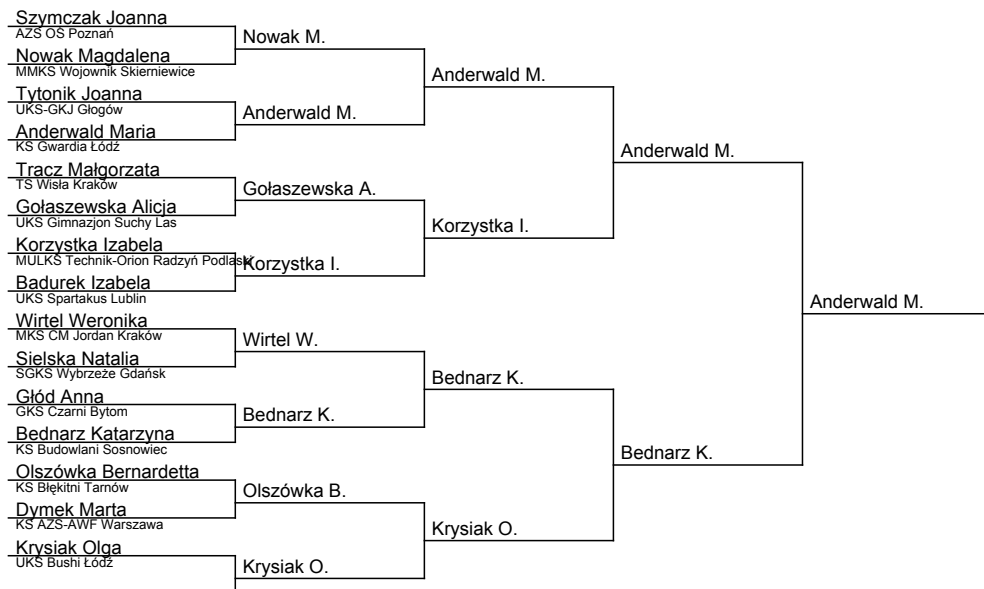 Szymczak Joanna
AZS OŚ Poznań
Nowak M.
Nowak Magdalena
MMKS Wojownik Skierniewice
Anderwald M.
Tytonik Joanna
UKS-GKJ Głogów
Anderwald M.
Anderwald Maria
KS Gwardia Łódź
Anderwald M.
Tracz Małgorzata
TS Wisła Kraków
Gołaszewska A.
Gołaszewska Alicja
UKS Gimnazjon Suchy Las
Korzystka I.
Korzystka Izabela
MULKS Technik-Orion Radzyń Podlaski
Korzystka I.
Badurek Izabela
UKS Spartakus Lublin
Anderwald M.
Wirtel Weronika
MKS CM Jordan Kraków
Wirtel W.
Sielska Natalia
SGKS Wybrzeże Gdańsk
Bednarz K.
Głód Anna
GKS Czarni Bytom
Bednarz K.
Bednarz Katarzyna
KS Budowlani Sosnowiec
Bednarz K.
Olszówka Bernardetta
KS Błękitni Tarnów
Olszówka B.
Dymek Marta
KS AZS-AWF Warszawa
Krysiak O.
Krysiak Olga
UKS Bushi Łódź
Krysiak O.